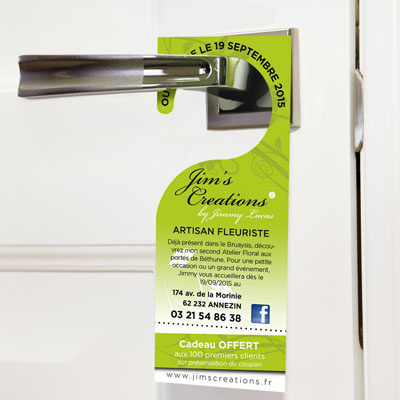 OU LE 19 SEPTEMBRE 2015
Jim's
Creations 2
by Jimmy Lucas
ARTISAN FLEURISTE
Déjà présent dans le Bruaysis, décou-
vrez mon second Atelier Floral aux
portes de Béthune. Pour une petite
occasion ou un grand événement,
Jimmy vous accueillera dès le
19/09/2015 au
174 av. de la Morinie
62 232 ANNEZIN
03 21 54 86 38
f
Cadeau OFFERT
aux 100 premiers clients
sur présentation du coupon
www.jimscreations.fr